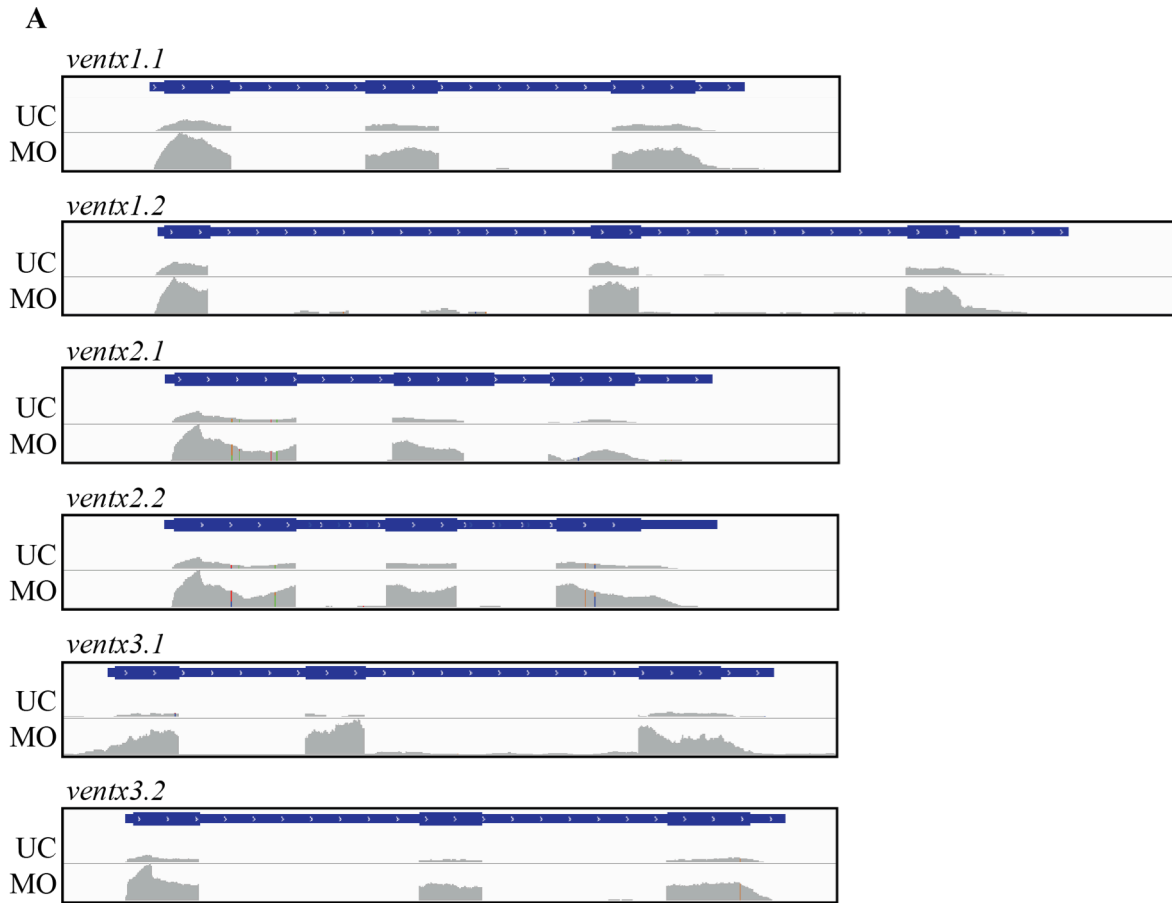 A
ventx1.1
UC
MO
ventx1.2
UC
MO
ventx2.1
UC
MO
ventx2.2
UC
MO
ventx3.1
UC
MO
ventx3.2
UC
MO